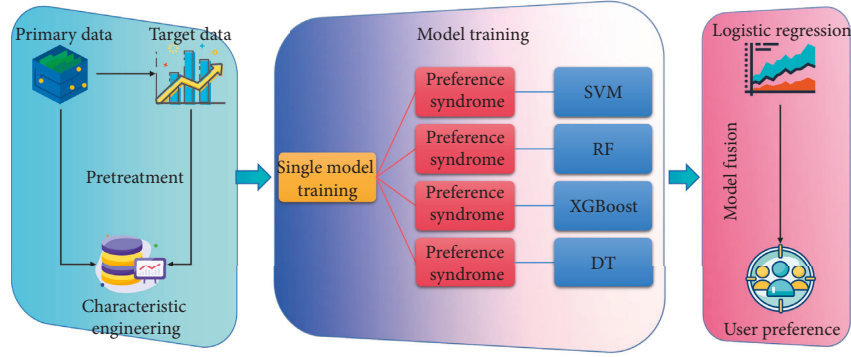 Primary data
Target data
Pretreatment
Characteristic
engineering
Model training
Single model
training
Preference
syndrome
SVM
Preference
syndrome
RF
Preference
syndrome
XGBoost
Preference
syndrome
DT
Logistic regression
Model fusion
User preference